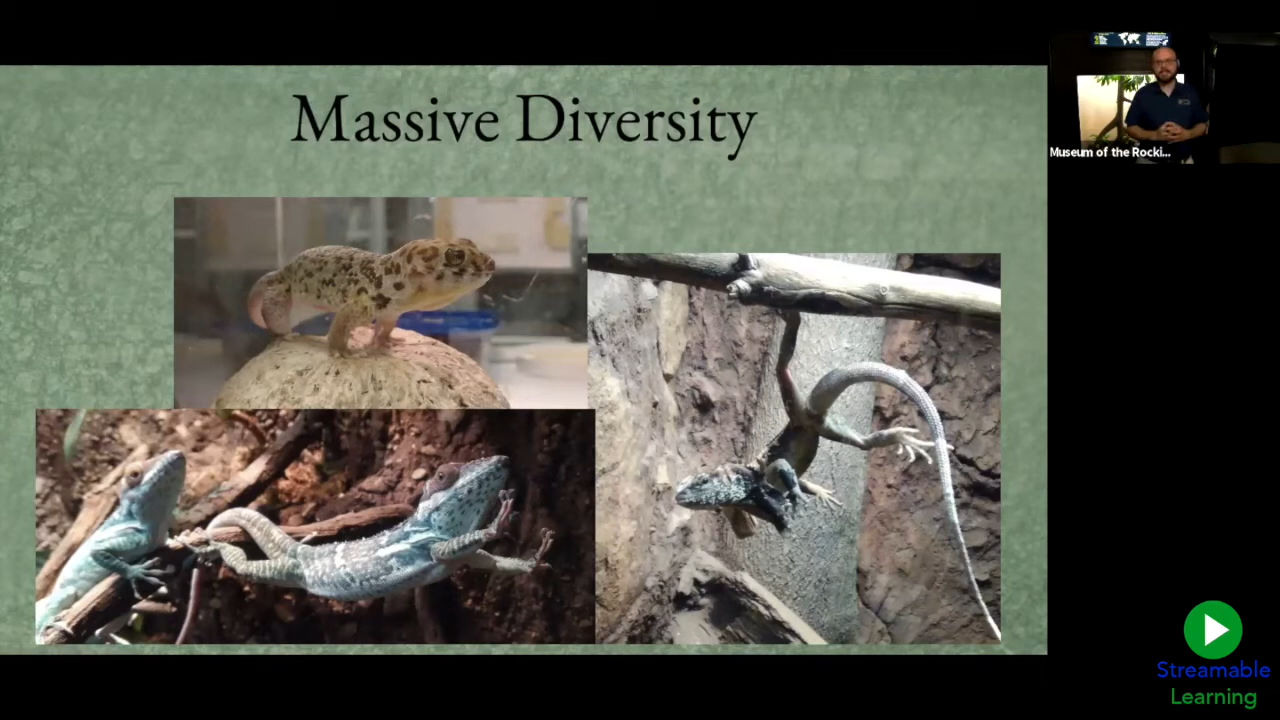 Massive Diversity
Museum of the Rocki...
Streamable
Learning